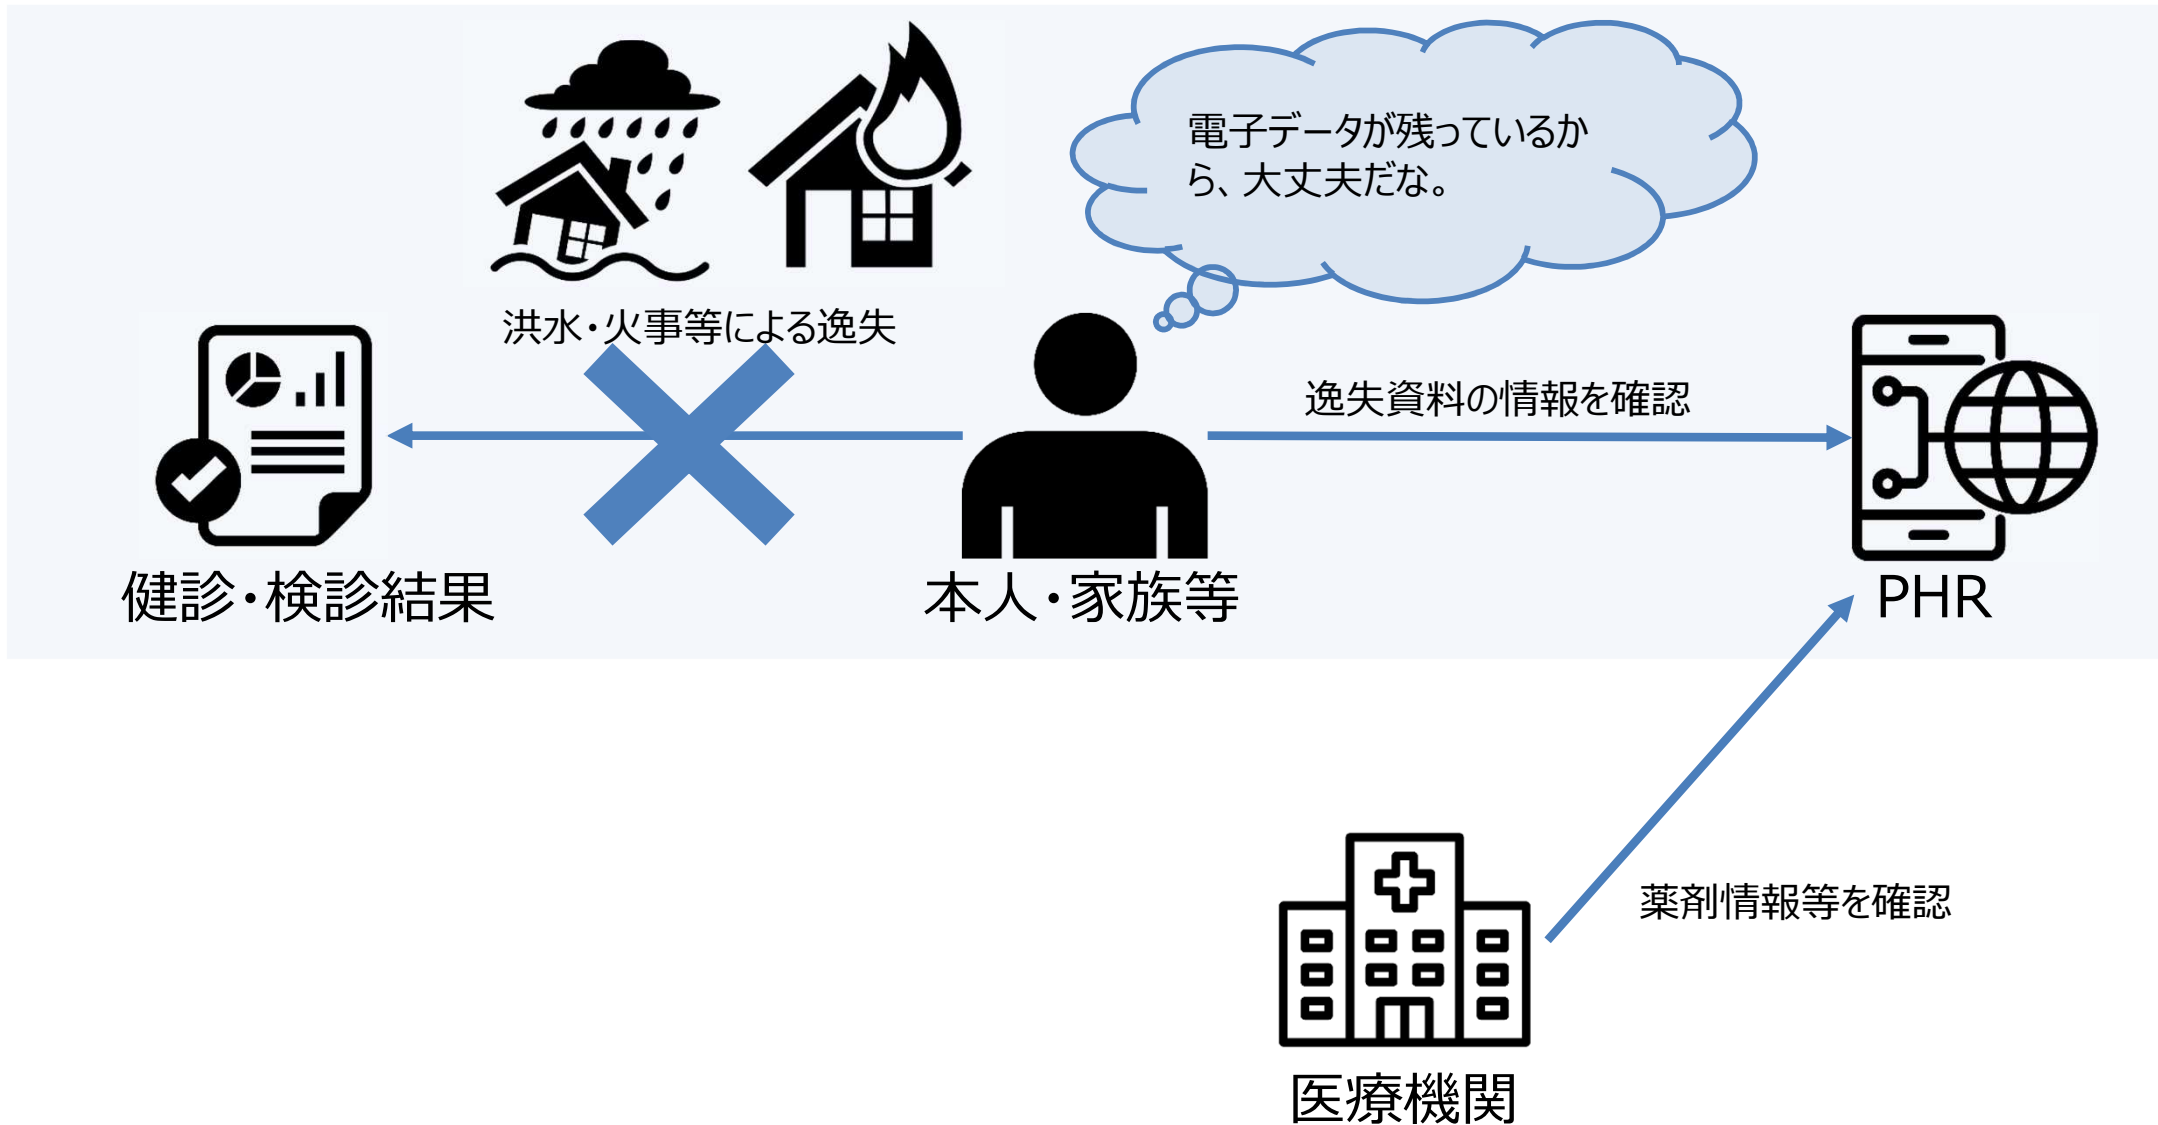 電子データが残っているか
ら、大丈夫だな。
洪水・火事等による逸失
逸失資料の情報を確認
健診・検診結果
本人・家族等
PHR
薬剤情報等を確認
医療機関